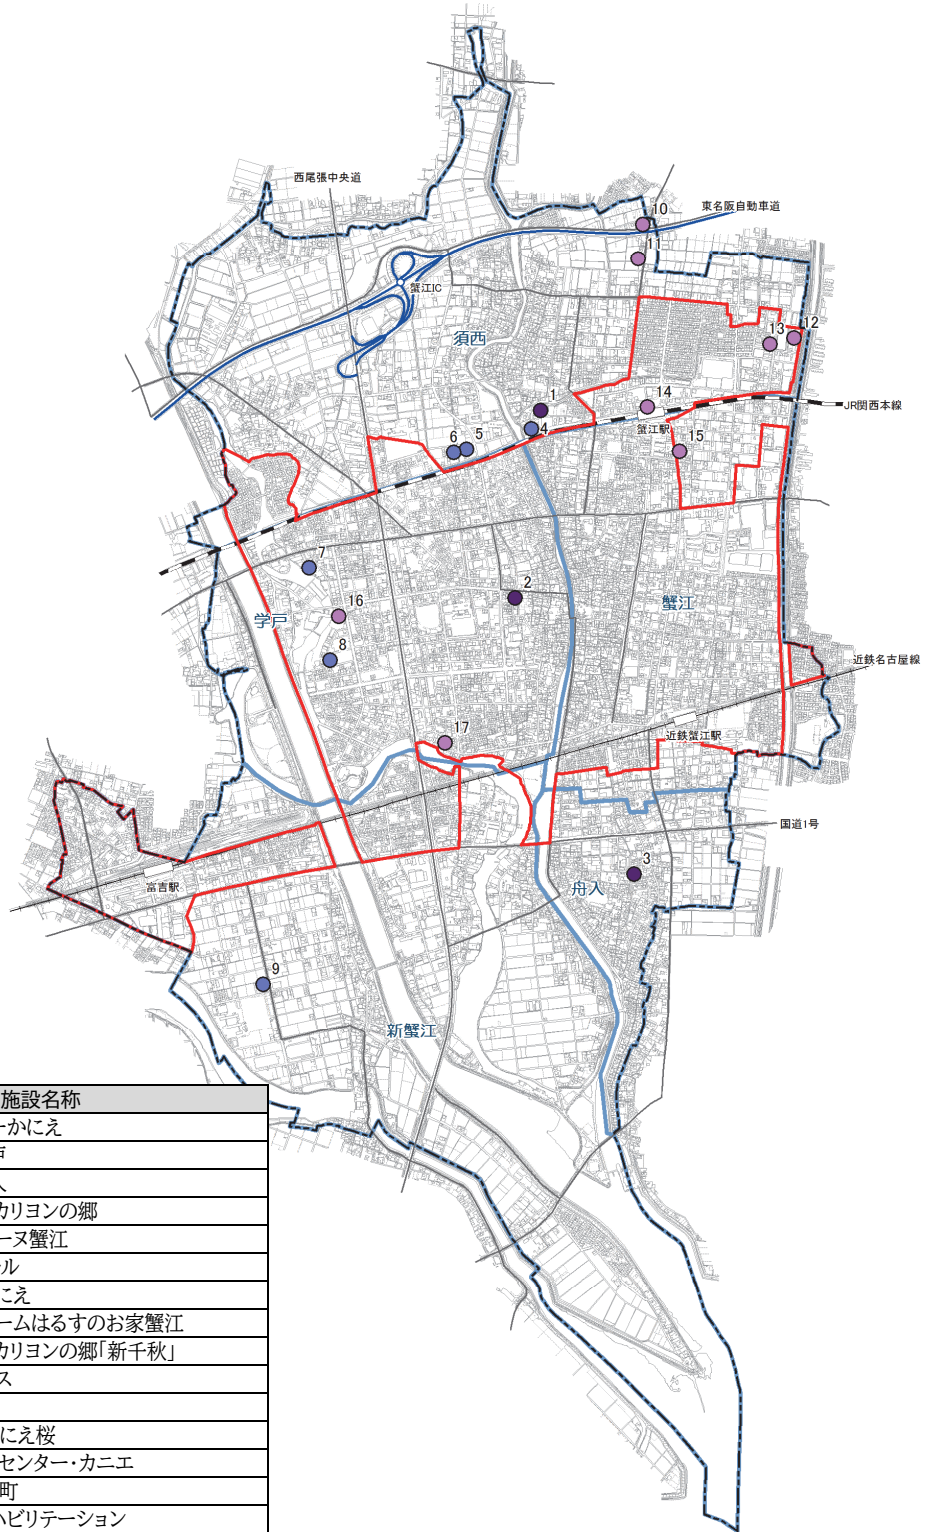 西尾張中央道
10
東名阪自動車道
11
蟹江IC
須西
13
12
14
1
JR関西本線
4
蟹江駅
6
5
15
7
2
16
蟹江
学戸
8
近鉄名古屋線
17
近鉄蟹江駅
国道1号
3
富吉駅
舟入
9
新蟹江
施設名称
ーかにえ
カリヨンの郷
ーヌ蟹江
ル
にえ
ームはるすのお家蟹江
カリヨンの郷「新千秋」
ス
にえ桜
センター・カニエ
町
ハビリテーション